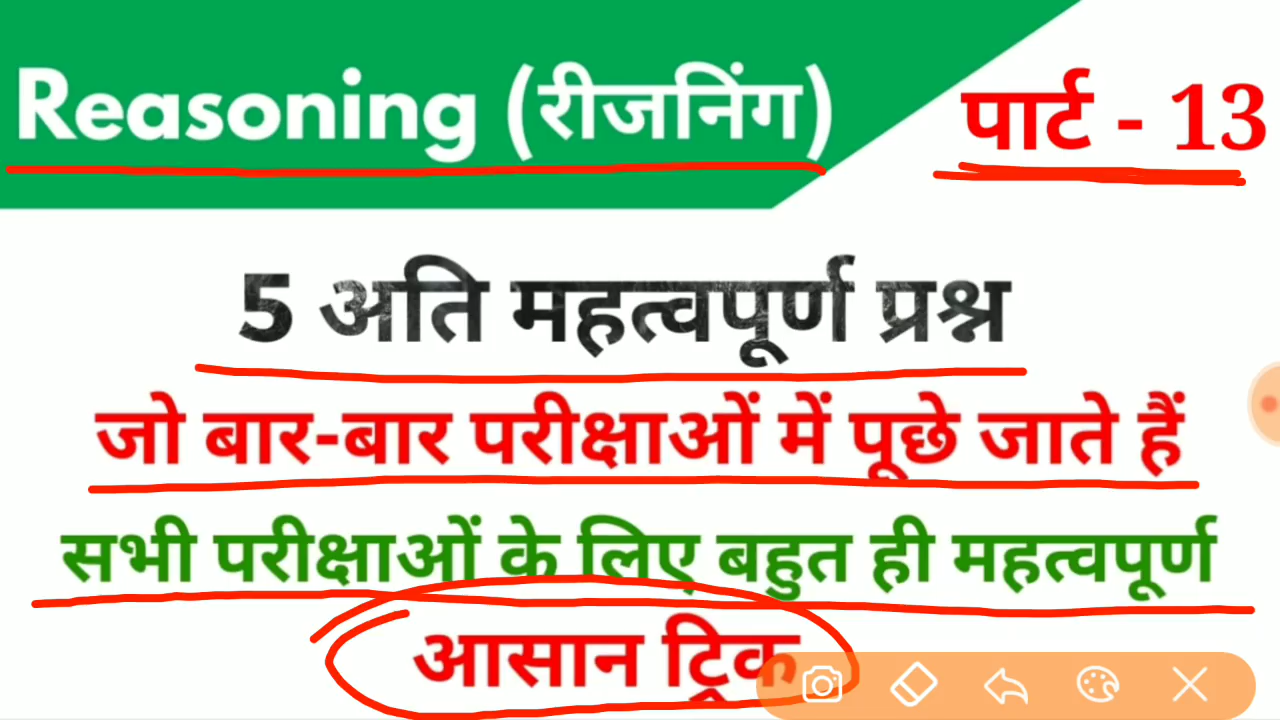 Reasoning (रीजनिंग)
पार्ट - 13
5 अति महत्वपूर्ण प्रश्न
जो बार-बार परीक्षाओं में पूछे जाते हैं
सभी परीक्षाओं के लिए बहुत ही महत्वपूर्ण
आसान ट्रिक